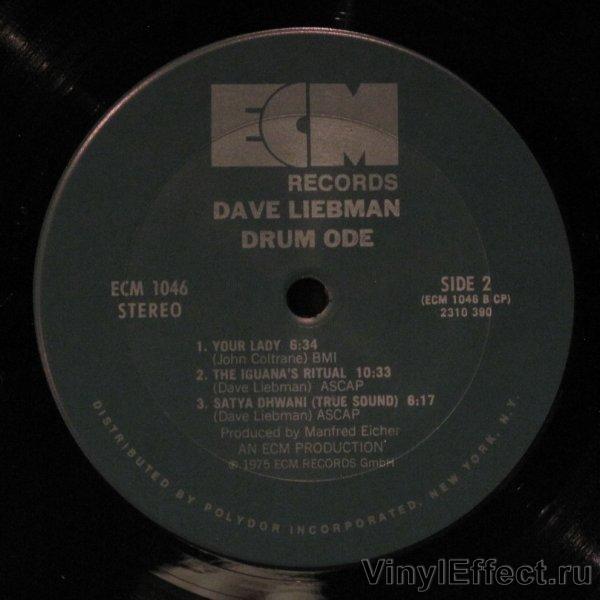 ECM
RECORDS
DAVE LIEBMAN
DRUM ODE
ECM 1046
STEREO
SIDE 2
(ECM 1046 B CP)
2310 390
1. YOUR LADY 6:34
(John Coltrane) BMI
2. THE IGUANA'S RITUAL 10:33
(Dave Liebman) ASCAP
3. SATYA DHWANI (TRUE SOUND) 6:17
(Dave Liebman) ASCAP
Produced by Manfred Eicher
AN ECM PRODUCTION
℗ 1975 ECM RECORDS GmbH
DISTRIBUTED BY POLYDOR INCORPORATED, NEW YORK, N.Y.
VinylEffect.ru